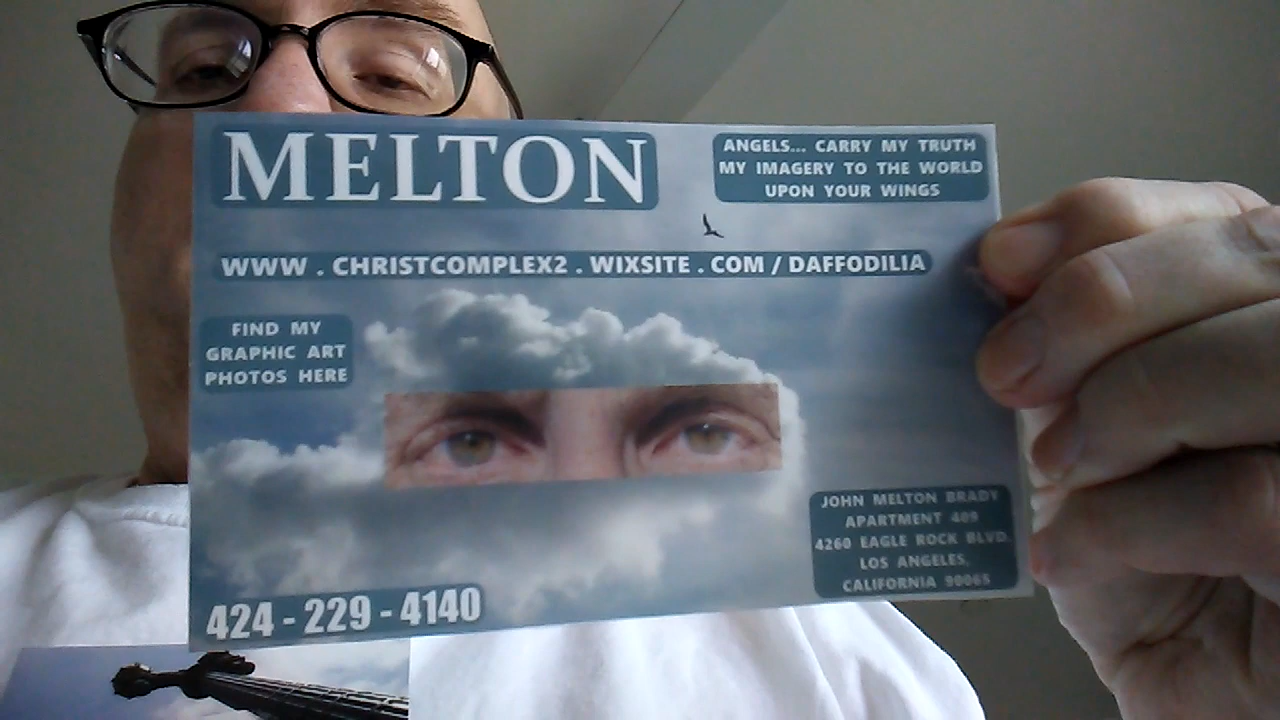 MELTON
ANGELS... CARRY MY TRUTH
MY IMAGERY TO THE WORLD
UPON YOUR WINGS
WWW . CHRISTCOMPLEX2 . WIXSITE . COM / DAFFODILIA
FIND MY
GRAPHIC ART
PHOTOS HERE
JOHN MELTON BRADY
APARTMENT 409
4260 EAGLE ROCK BLVD.
LOS ANGELES,
CALIFORNIA 90065
424 - 229 - 4140